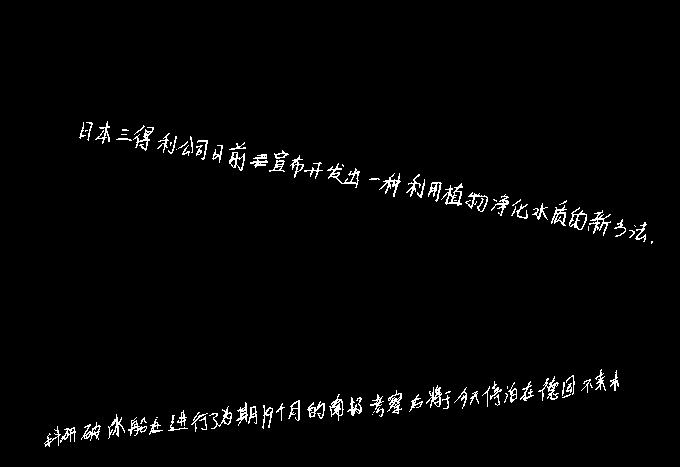 日本三得利公司日前宣布开发出一种利用植物净化水质的新方法.
科研破冰船在进行了为期19个月的南极考察后将于今天停泊在德国不来